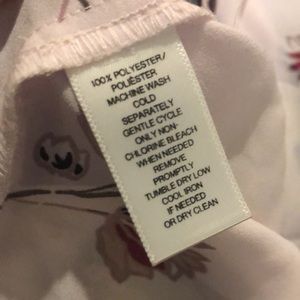 100% POLYESTER/
POLIÉSTER
MACHINE WASH
COLD
SEPARATELY
GENTLE CYCLE
ONLY NON-
CHLORINE BLEACH
WHEN NEEDED
REMOVE
PROMPTLY
TUMBLE DRY LOW
COOL IRON
IF NEEDED
OR DRY CLEAN